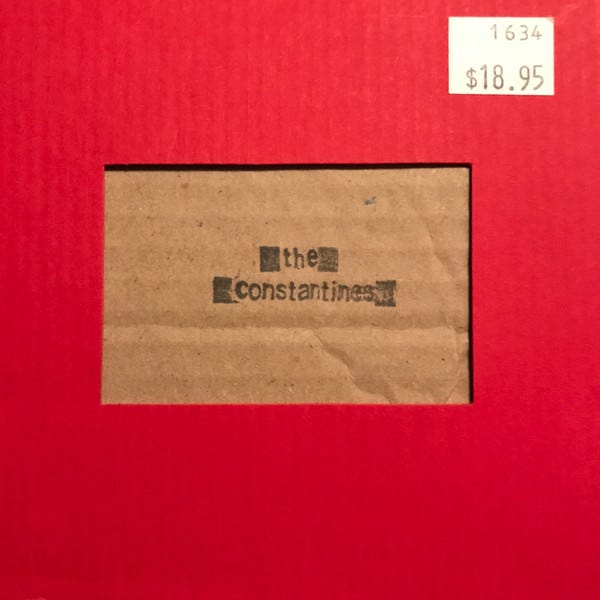 1634
$18.95
the
constantines